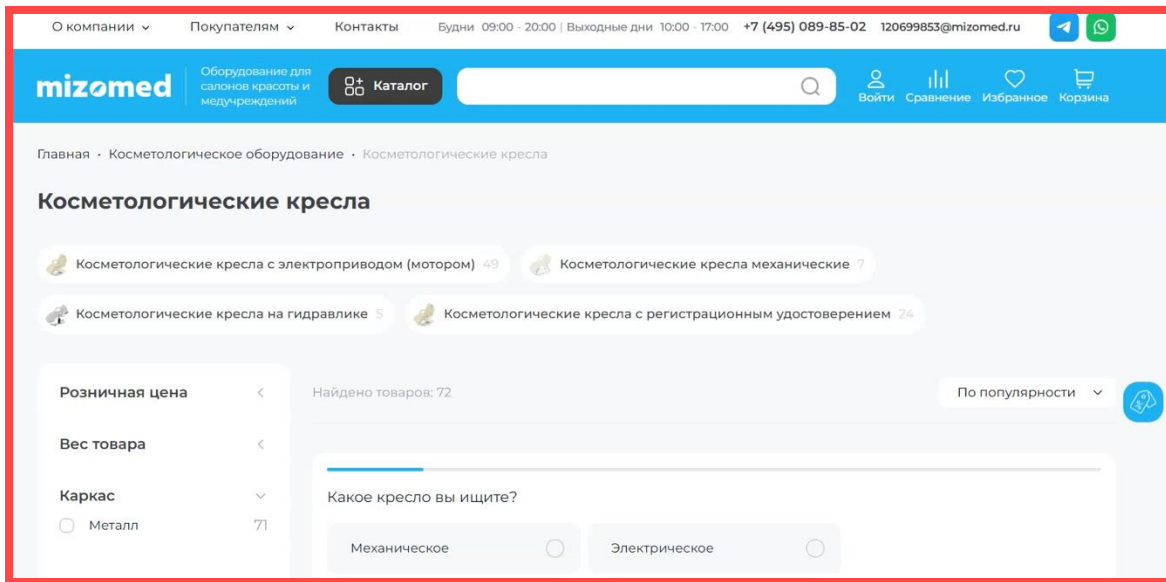 О компании Покупателям Контакты Будни 09:00 - 20:00 | Выходные дни 10:00 - 17:00 +7 (495) 089-85-02 120699853@mizomed.ru
mizomed
Оборудование для
салонов красоты и
медучреждений
Каталог
Войти Сравнение Избранное Корзина
Главная • Косметологическое оборудование • Косметологические кресла
Косметологические кресла
Косметологические кресла с электроприводом (мотором) 49
Косметологические кресла механические 7
Косметологические кресла на гидравлике 5
Косметологические кресла с регистрационным удостоверением 24
Розничная цена
Найдено товаров: 72
По популярности
Вес товара
Каркас
Металл 71
Какое кресло вы ищите?
Механическое
Электрическое